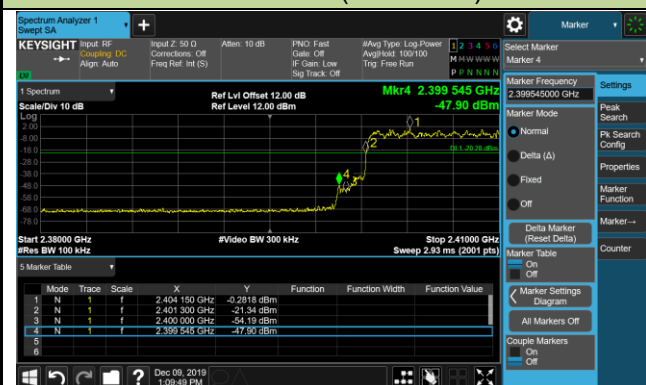 Spectrum Analyzer 1
Swept SA
Marker
KEYSIGHT
Input: RF
Coupling: DC
Align: Auto
Input Z: 50 Ω
Corrections: Off
Freq Ref: Int (S)
Atten: 10 dB
PNO: Fast
Gate: Off
IF Gain: Low
Sig Track: Off
#Avg Type: Log-Power
Avg|Hold: 100/100
Trig: Free Run
1 2 3 4 5 6
M W W W W W
P P N N N N
LXI
Select Marker
Marker 4
1 Spectrum
Scale/Div 10 dB
Ref Lvl Offset 12.00 dB
Ref Level 12.00 dBm
Mkr4 2.399 545 GHz
-47.90 dBm
Log
2.00
-8.00
-18.0
-28.0
-38.0
-48.0
-58.0
-68.0
-78.0
1
2
4
3
DL1 -20.28 dBm
Start 2.38000 GHz
#Res BW 100 kHz
#Video BW 300 kHz
Stop 2.41000 GHz
Sweep 2.93 ms (2001 pts)
5 Marker Table
Mode Trace Scale X Y Function Function Width Function Value
1 N 1 f 2.404 150 GHz -0.2818 dBm
2 N 1 f 2.401 300 GHz -21.34 dBm
3 N 1 f 2.400 000 GHz -54.19 dBm
4 N 1 f 2.399 545 GHz -47.90 dBm
5
6
Marker Frequency
2.399545000 GHz
Marker Mode
Normal
Delta (Δ)
Fixed
Off
Delta Marker
(Reset Delta)
Marker Table
On
Off
Marker Settings
Diagram
All Markers Off
Couple Markers
On
Off
Settings
Peak
Search
Pk Search
Config
Properties
Marker
Function
Marker→
Counter
?
Dec 09, 2019
1:09:49 PM